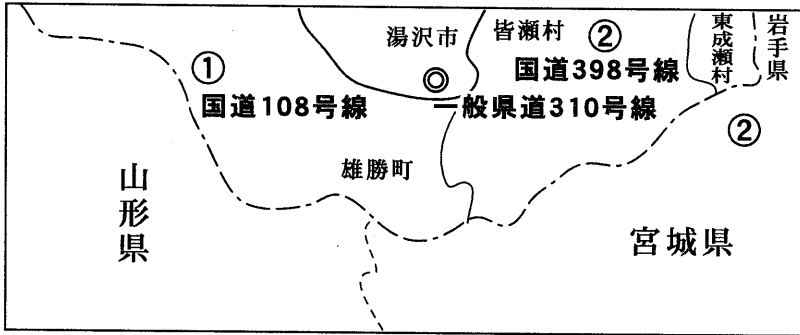 湯沢市
皆瀬村
②
東成瀬村
岩手県
①
国道398号線
国道108号線
一般県道310号線
②
雄勝町
山形県
宮城県